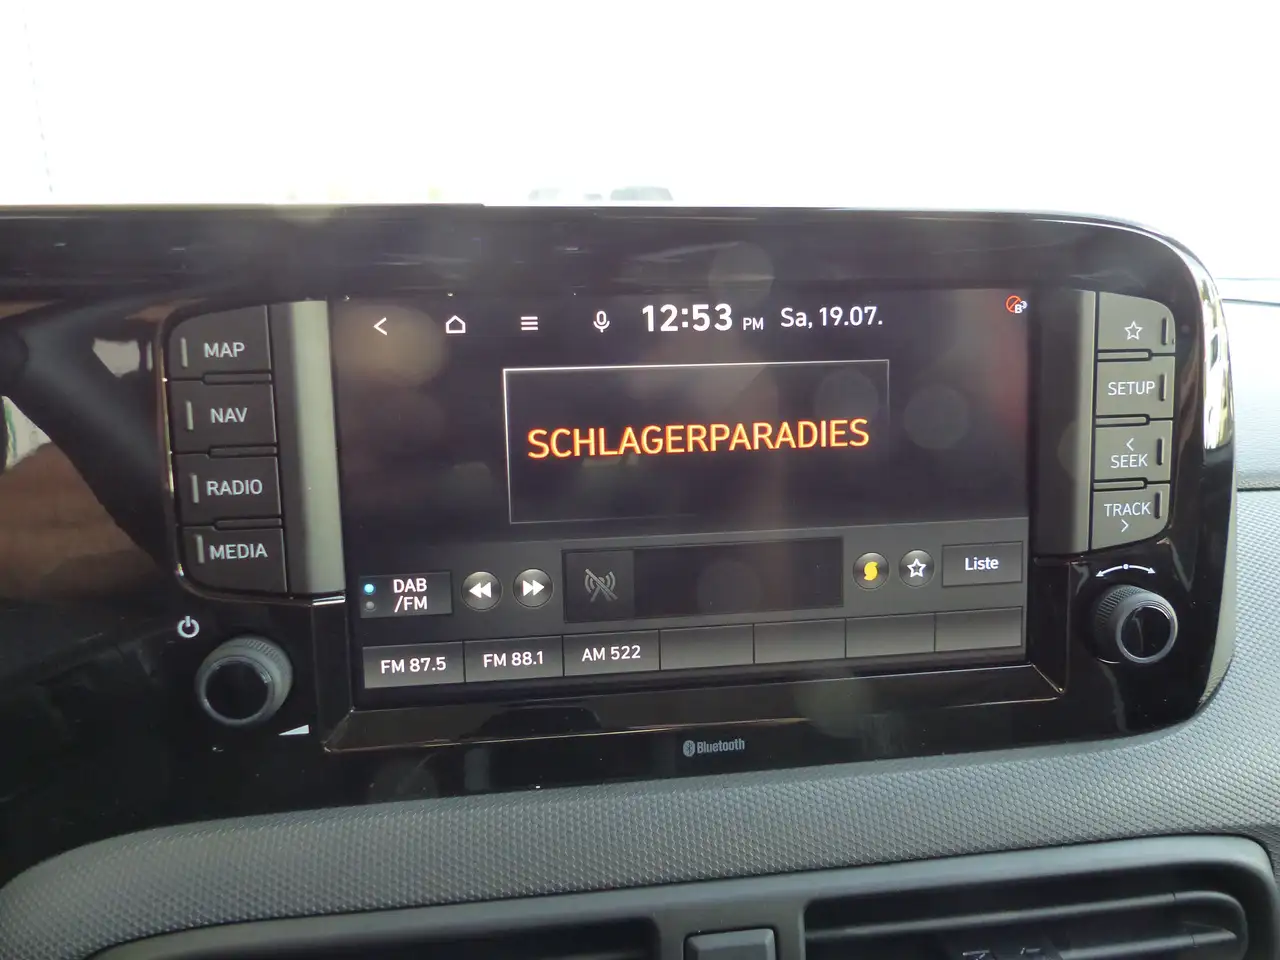 12:53 PM Sa, 19.07.
B
MAP
NAV
RADIO
MEDIA
SCHLAGERPARADIES
SETUP
<
SEEK
TRACK
>
DAB
/FM
Liste
FM 87.5 FM 88.1 AM 522
Bluetooth